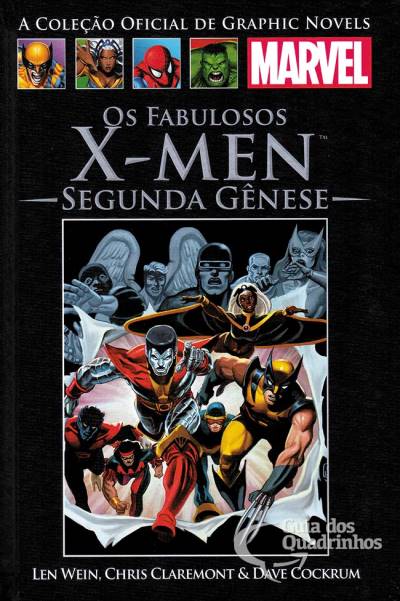 A Coleção Oficial de Graphic Novels
MARVEL
Os Fabulosos
X-Men™
Segunda Gênese
Guia dos
Quadrinhos
Len Wein, Chris Claremont & Dave Cockrum